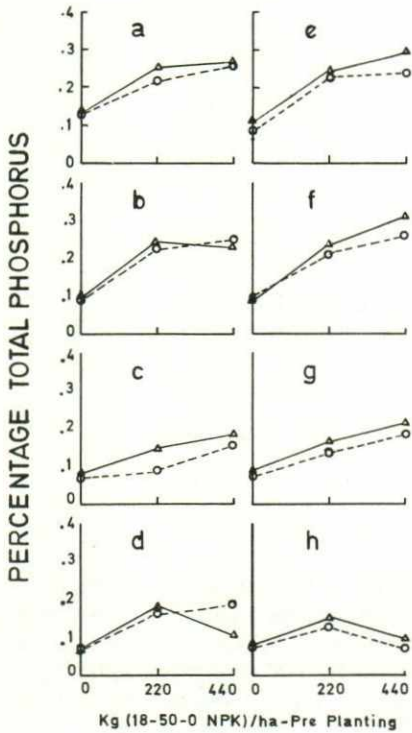 PERCENTAGE TOTAL PHOSPHORUS
.4
.3
.2
.1
0
a
e
.4
.3
.2
.1
0
b
f
.4
.3
.2
.1
0
c
g
.4
.3
.2
.1
0
d
h
0 220 440 0 220 440
Kg (18-50-0 NPK)/ha-Pre Planting